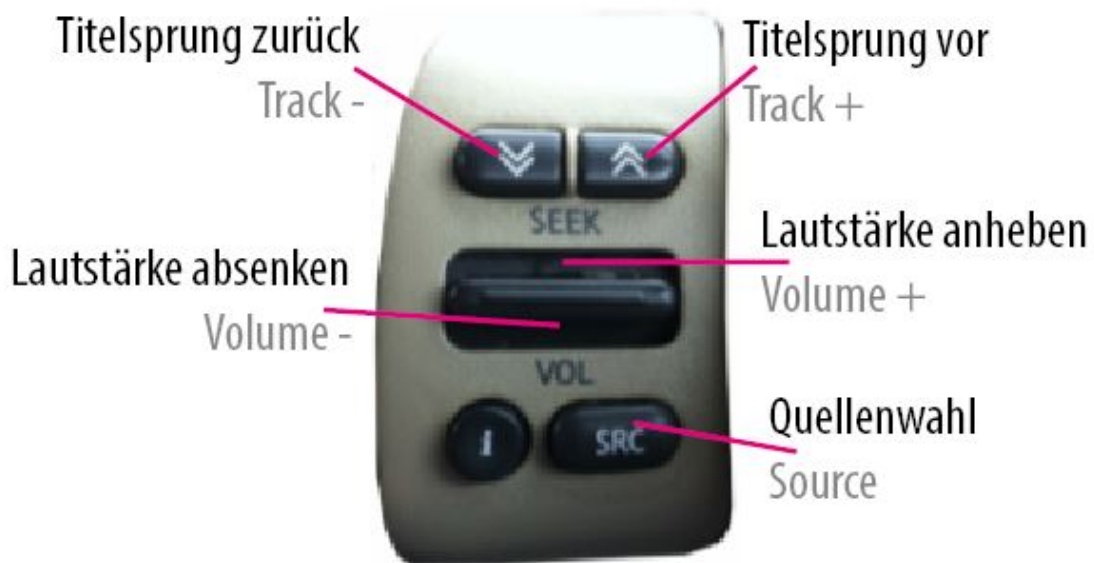 Titelsprung zurück
Track -
Titelsprung vor
Track +
SEEK
Lautstärke anheben
Volume +
Lautstärke absenken
Volume -
VOL
i
SRC
Quellenwahl
Source